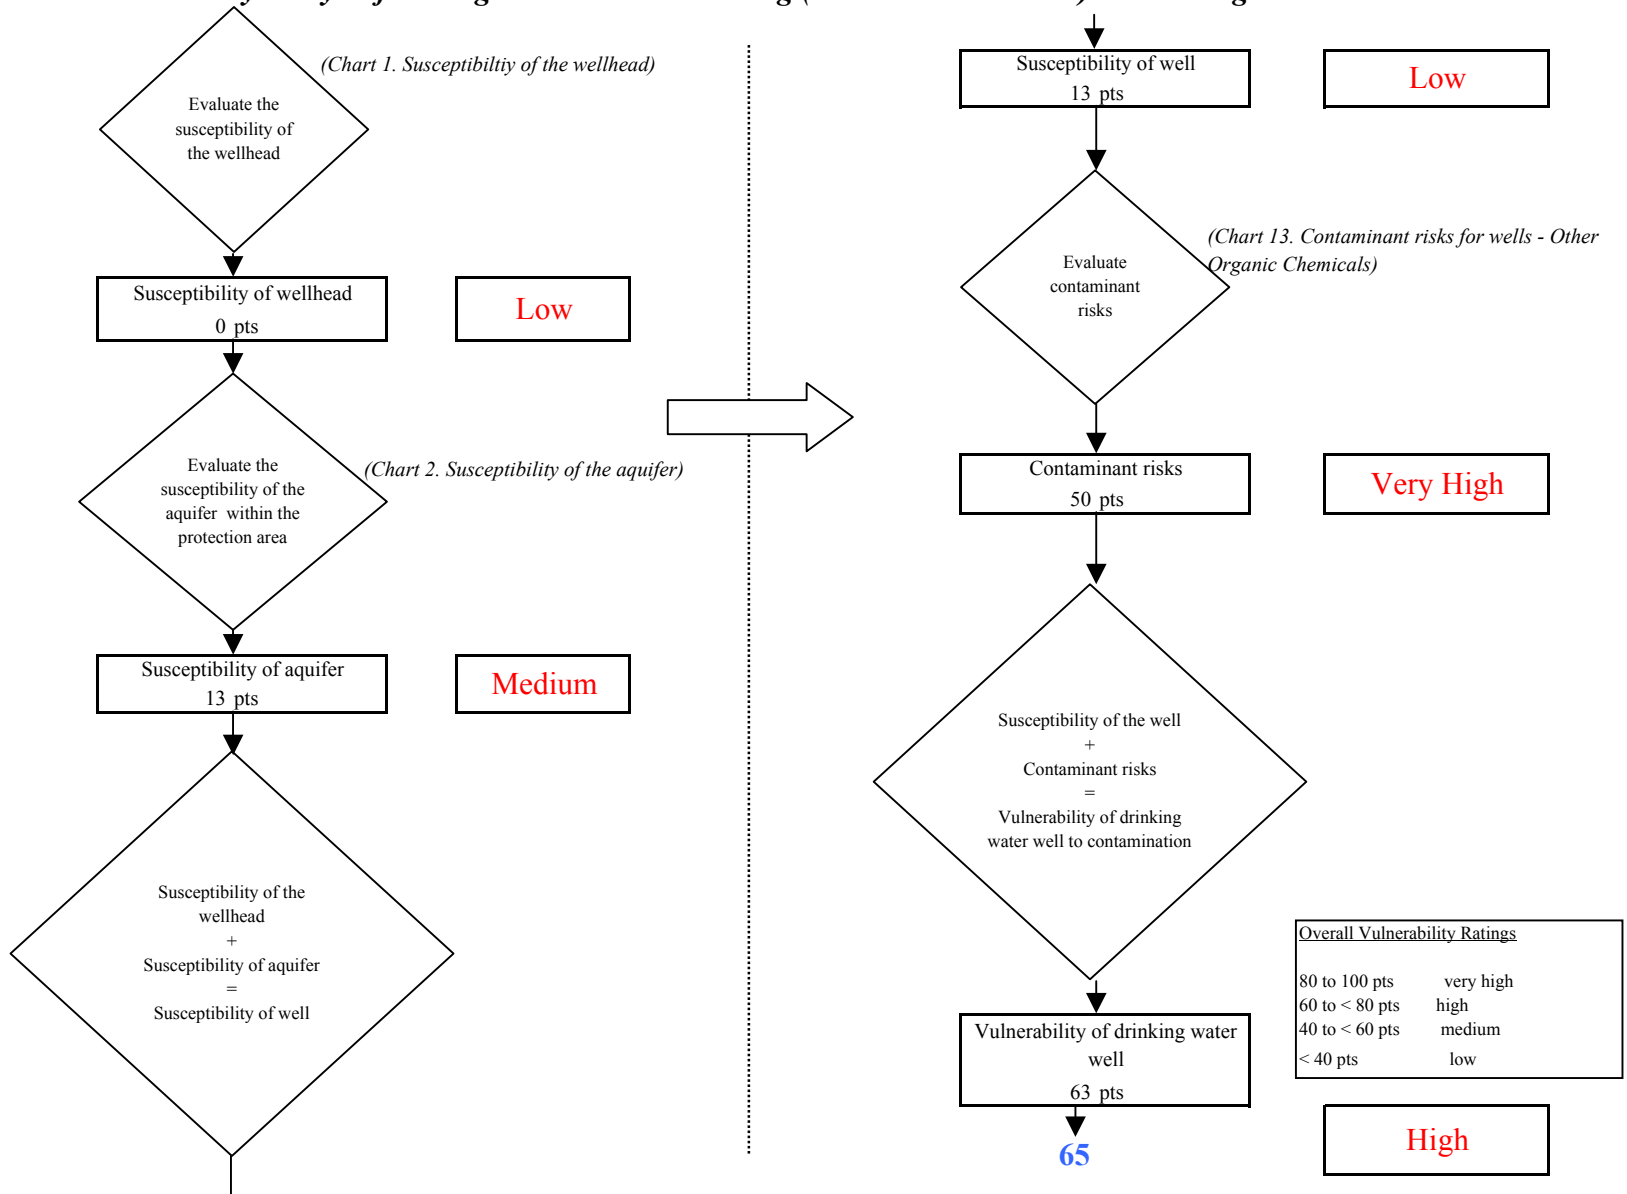 (Chart 1. Susceptibiltiy of the wellhead)
Evaluate the
susceptibility of
the wellhead
Susceptibility of wellhead
0 pts
Low
Evaluate the
susceptibility of the
aquifer within the
protection area
(Chart 2. Susceptibility of the aquifer)
Susceptibility of aquifer
13 pts
Medium
Susceptibility of the
wellhead
+
Susceptibility of aquifer
=
Susceptibility of well
Susceptibility of well
13 pts
Low
Evaluate
contaminant
risks
(Chart 13. Contaminant risks for wells - Other
Organic Chemicals)
Contaminant risks
50 pts
Very High
Susceptibility of the well
+
Contaminant risks
=
Vulnerability of drinking
water well to contamination
Vulnerability of drinking water
well
63 pts
65
Overall Vulnerability Ratings
80 to 100 pts very high
60 to < 80 pts high
40 to < 60 pts medium
< 40 pts low
High